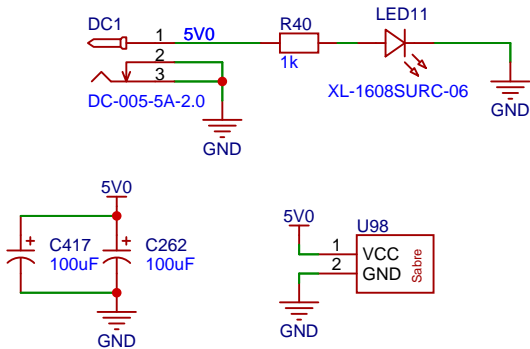 DC1
1
5V0
2
3
DC-005-5A-2.0
GND
R40
1k
LED11
XL-1608SURC-06
GND
5V0
+
C417
100uF
+
C262
100uF
GND
5V0
U98
1
VCC
2
GND
Sabre
GND